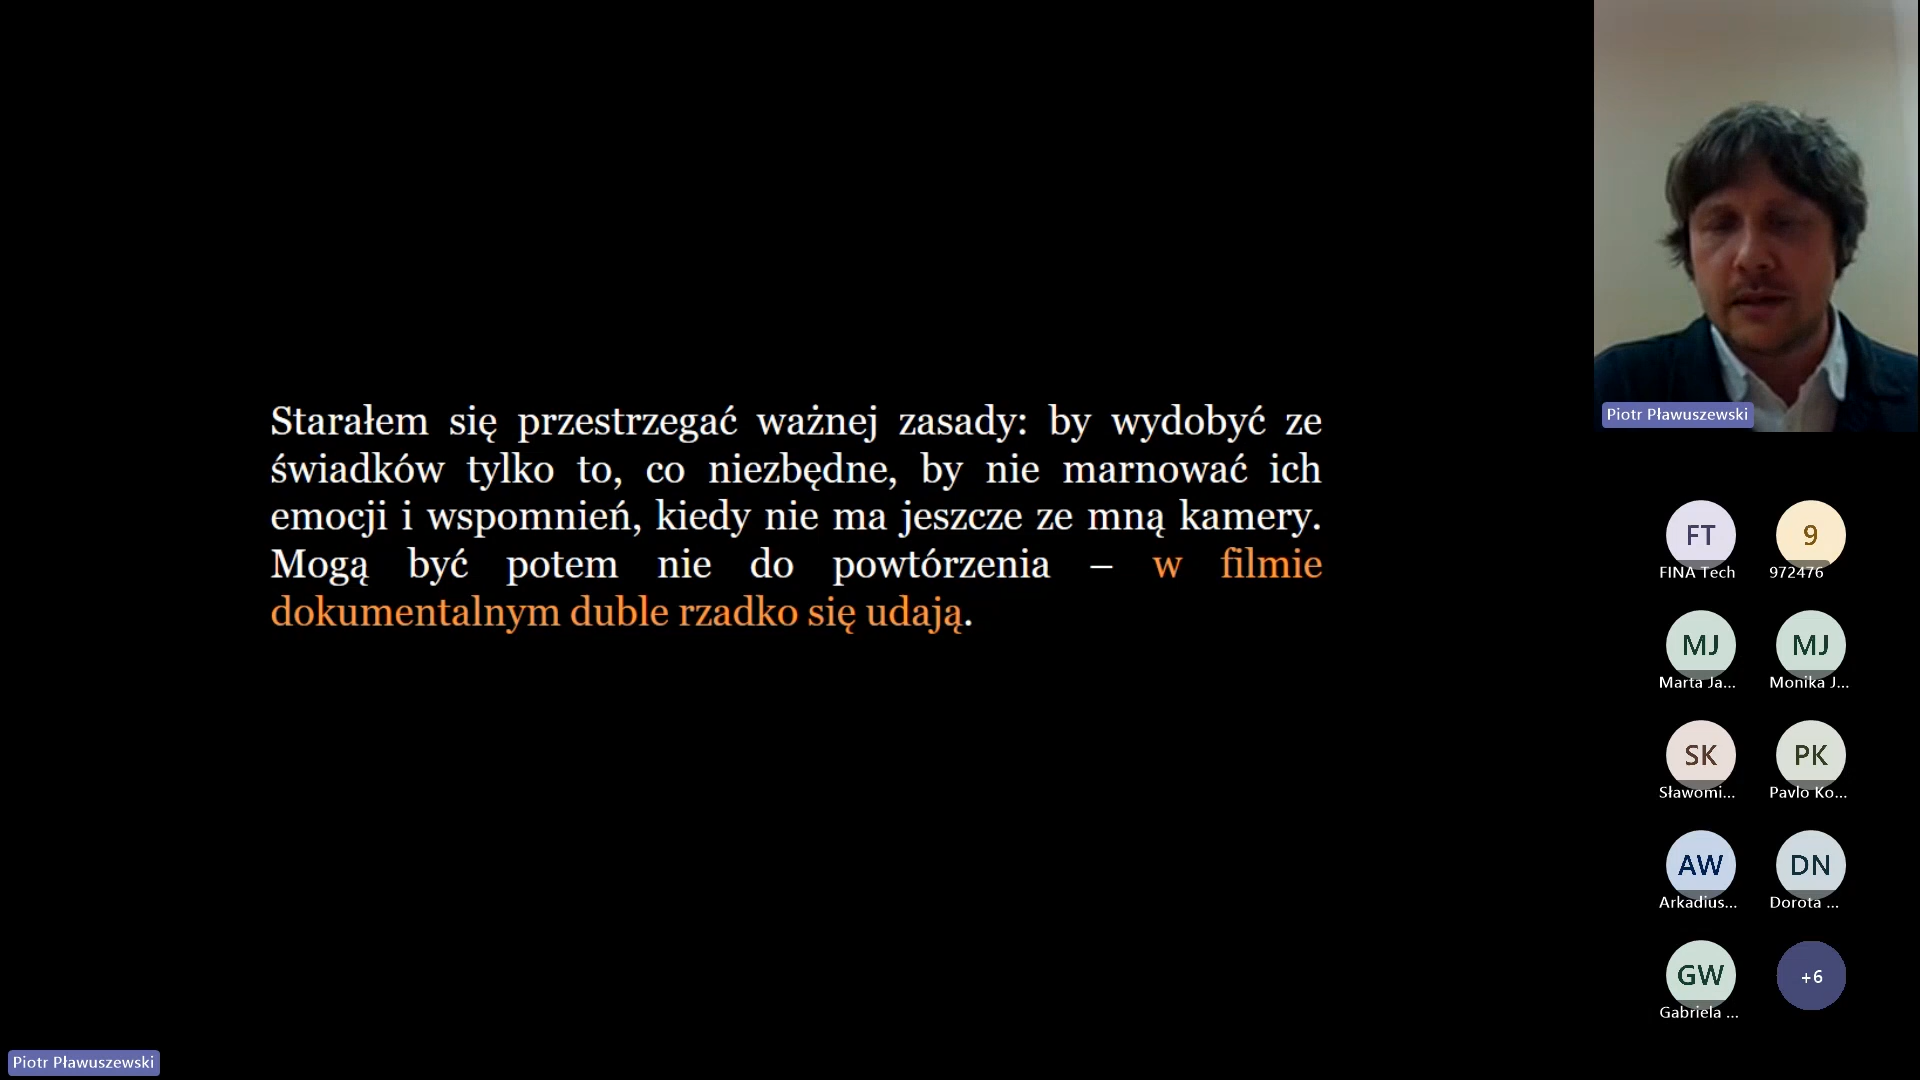 Starałem się przestrzegać ważnej zasady: by wydobyć ze
świadków tylko to, co niezbędne, by nie marnować ich
emocji i wspomnień, kiedy nie ma jeszcze ze mną kamery.
Mogą być potem nie do powtórzenia – w filmie
dokumentalnym duble rzadko się udają.
Piotr Pławuszewski
FT
9
FINA Tech
972476
MJ
MJ
Marta Ja...
Monika J...
SK
PK
Sławomi...
Pavlo Ko...
AW
DN
Arkadius...
Dorota ...
GW
+6
Gabriela ...
Piotr Pławuszewski